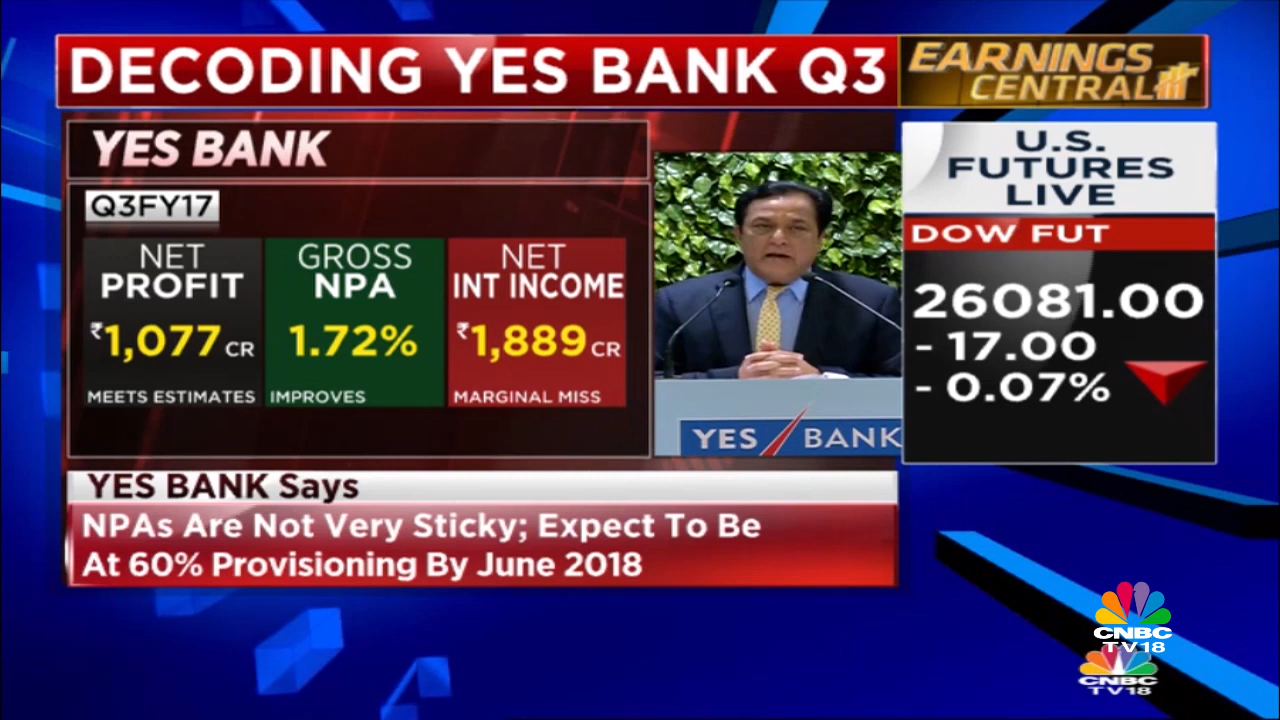 DECODING YES BANK Q3
EARNINGS
CENTRAL
YES BANK
Q3FY17
NET
PROFIT
₹1,077 CR
MEETS ESTIMATES
GROSS
NPA
1.72%
IMPROVES
NET
INT INCOME
₹1,889 CR
MARGINAL MISS
YES BANK
U.S.
FUTURES
LIVE
DOW FUT
26081.00
- 17.00
- 0.07%
YES BANK Says
NPAs Are Not Very Sticky; Expect To Be
At 60% Provisioning By June 2018
CNBC
TV18
CNBC
TV18